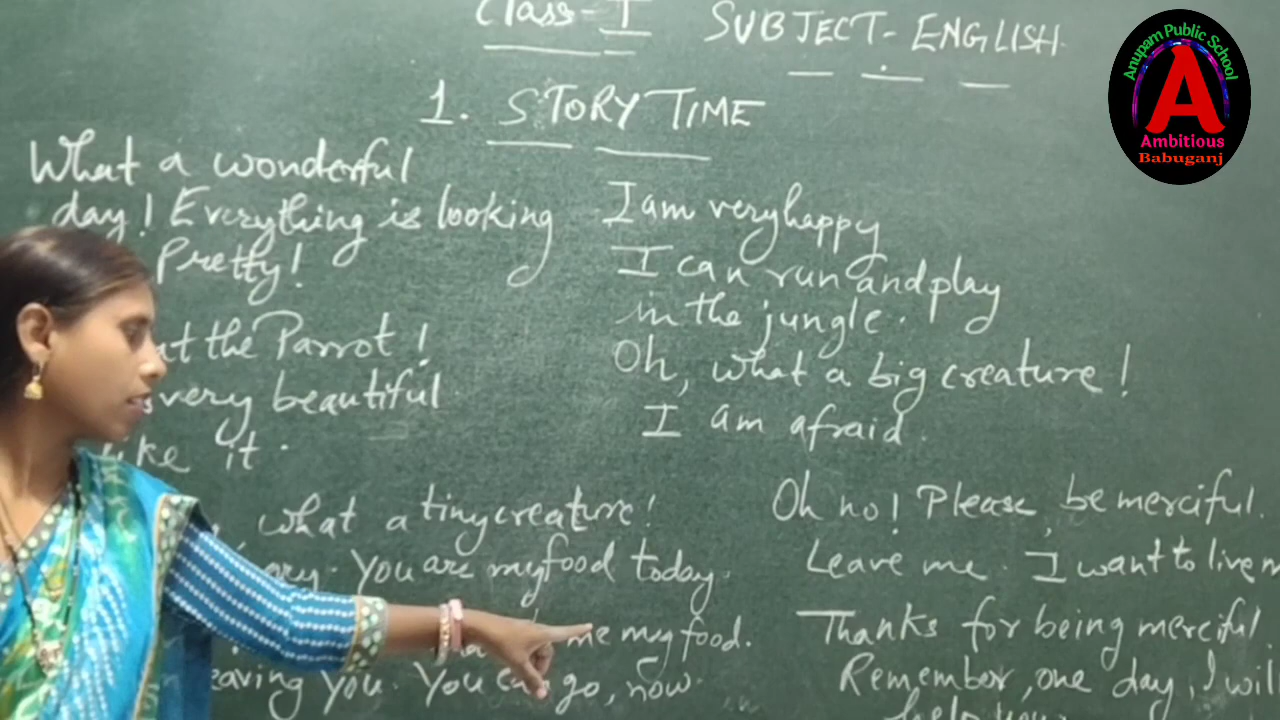 Class - I SUBJECT - ENGLISH
1. STORY TIME
What a wonderful
day! Everything is looking
Pretty!
the Parrot!
very beautiful
it.
, what a tiny creature!
You are my food today.
me my food.
you. You can go, now.
I am very happy
I can run and play
in the jungle.
Oh, what a big creature!
I am afraid.
Oh no! Please, be merciful.
Leave me. I want to live
Thanks for being merciful.
Remember, one day, I will
help you
Anupam Public School
A
Ambitious
Babuganj